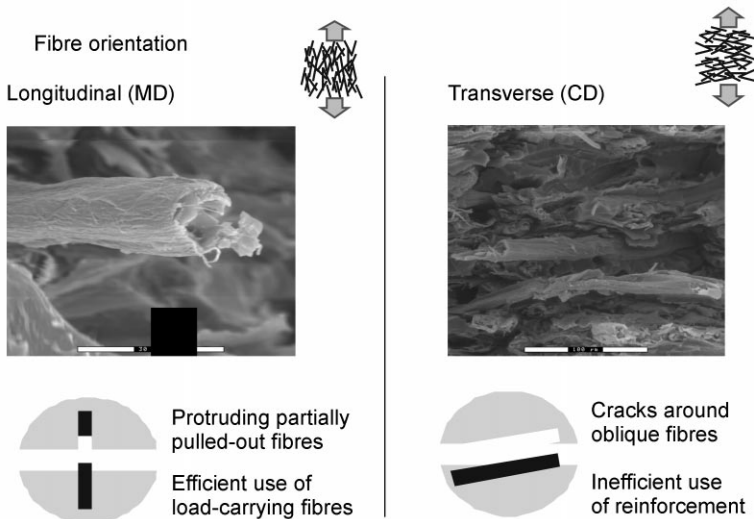 Fibre orientation
Longitudinal (MD)
Transverse (CD)
Protruding partially
pulled-out fibres
Efficient use of
load-carrying fibres
Cracks around
oblique fibres
Inefficient use
of reinforcement